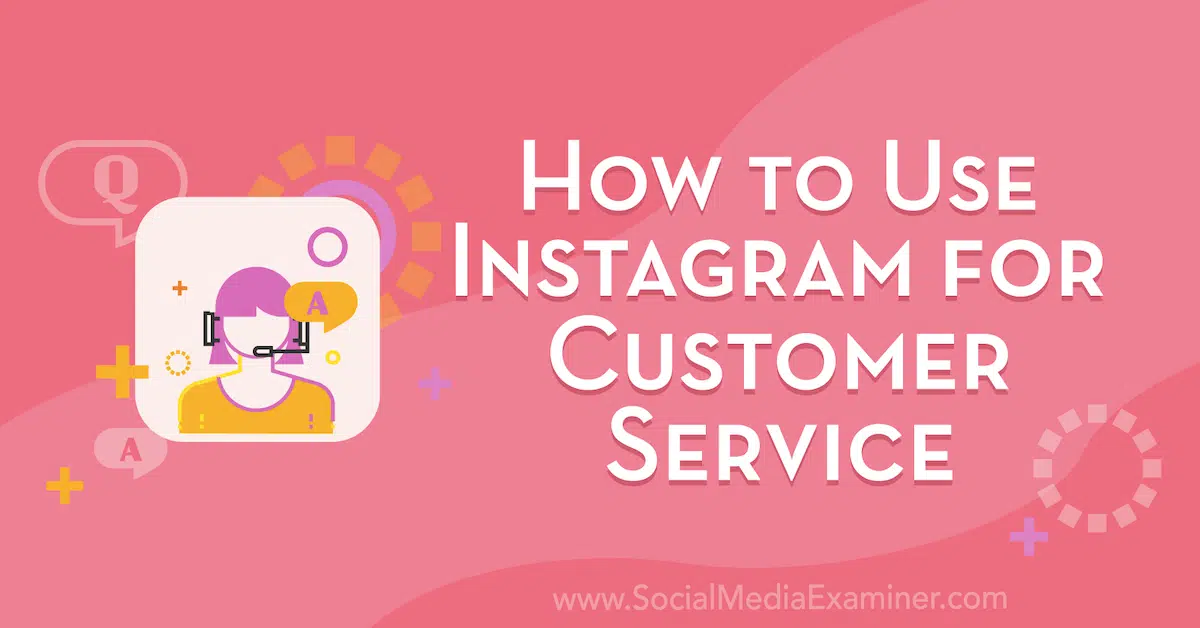 Q
A
A
How to Use
Instagram for
Customer
Service
www.SocialMediaExaminer.com